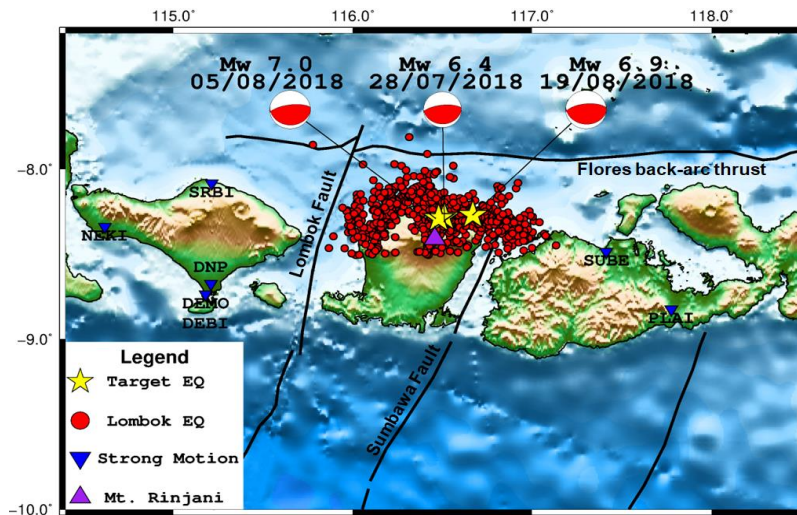 115.0° 116.0° 117.0° 118.0°
Mw 7.0 Mw 6.4 Mw 6.9
05/08/2018 28/07/2018 19/08/2018
-8.0°
Flores back-arc thrust
SRBI
Lombok Fault
NEKI
SUBE
DNP
DEMO
PLAI
DEBI
-9.0°
Legend
Target EQ
Sumbawa Fault
Lombok EQ
Strong Motion
Mt. Rinjani
-10.0°